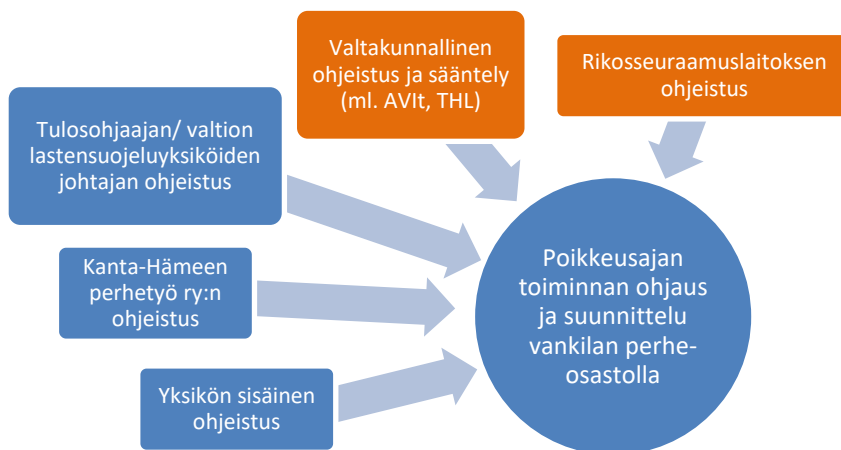 Valtakunnallinen
ohjeistus ja sääntely
(ml. AVIt, THL)
Rikosseuraamuslaitoksen
ohjeistus
Tulosohjaajan/ valtion
lastensuojeluyksiköiden
johtajan ohjeistus
Kanta-Hämeen
perhetyö ry:n
ohjeistus
Yksikön sisäinen
ohjeistus
Poikkeusajan
toiminnan ohjaus
ja suunnittelu
vankilan perhe-
osastolla